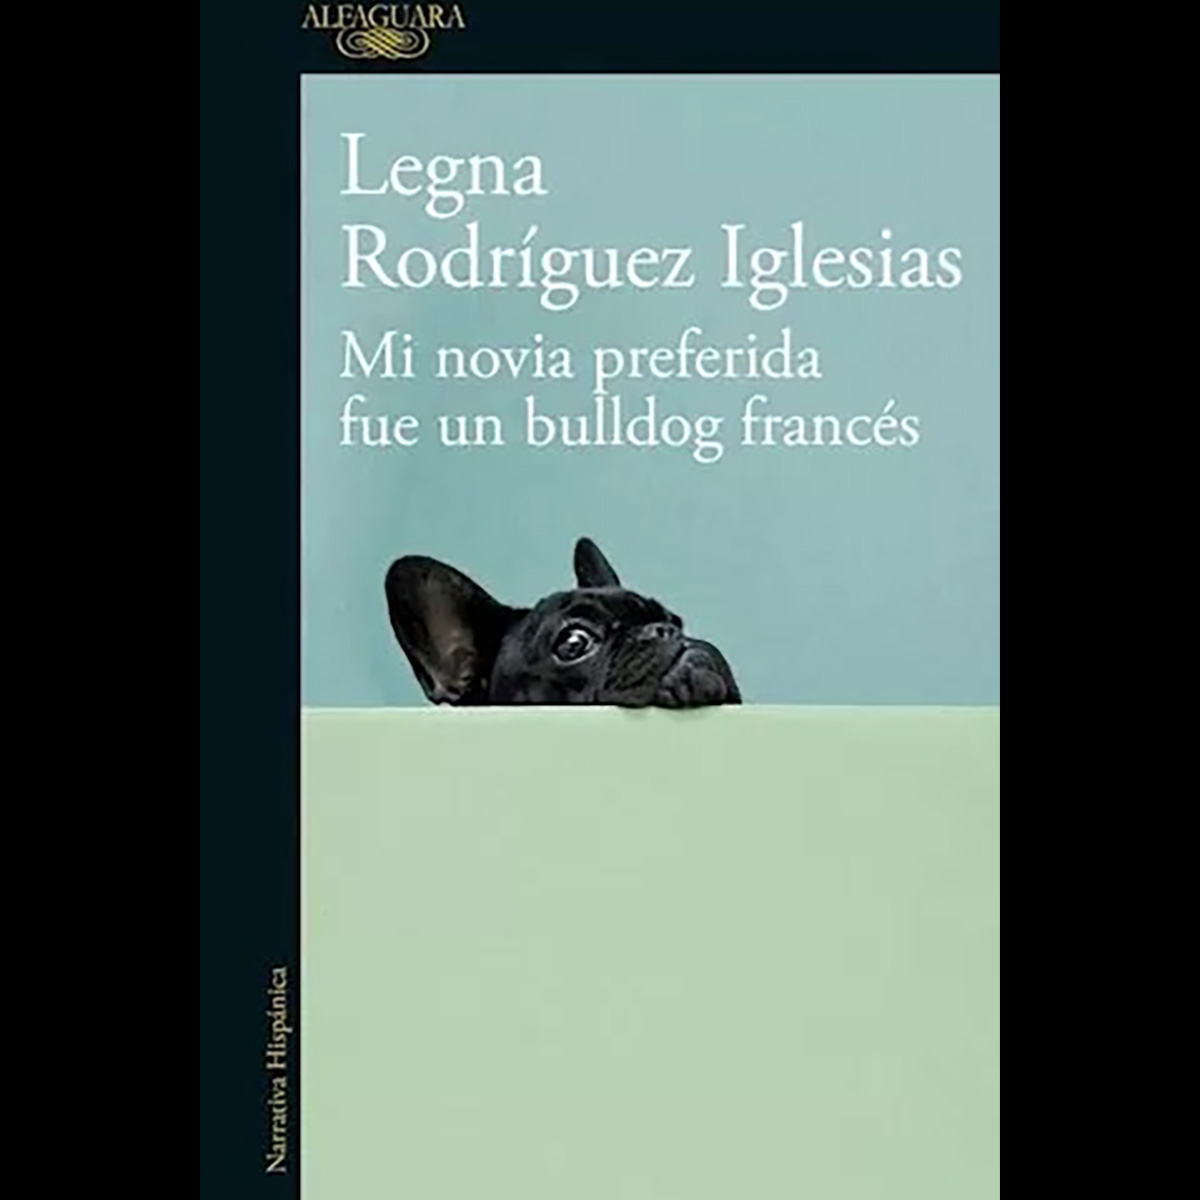 ALFAGUARA
Legna
Rodríguez Iglesias
Mi novia preferida
fue un bulldog francés
Narrativa Hispánica